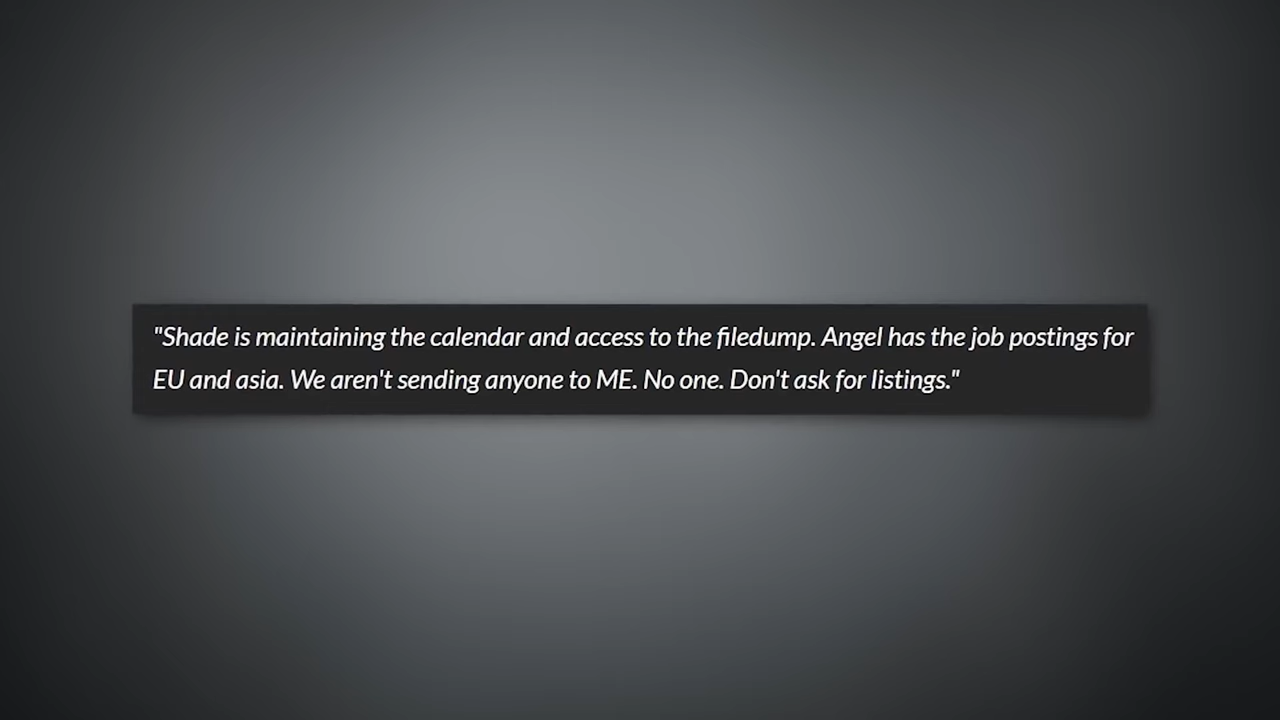 "Shade is maintaining the calendar and access to the filedump. Angel has the job postings for
EU and asia. We aren't sending anyone to ME. No one. Don't ask for listings."